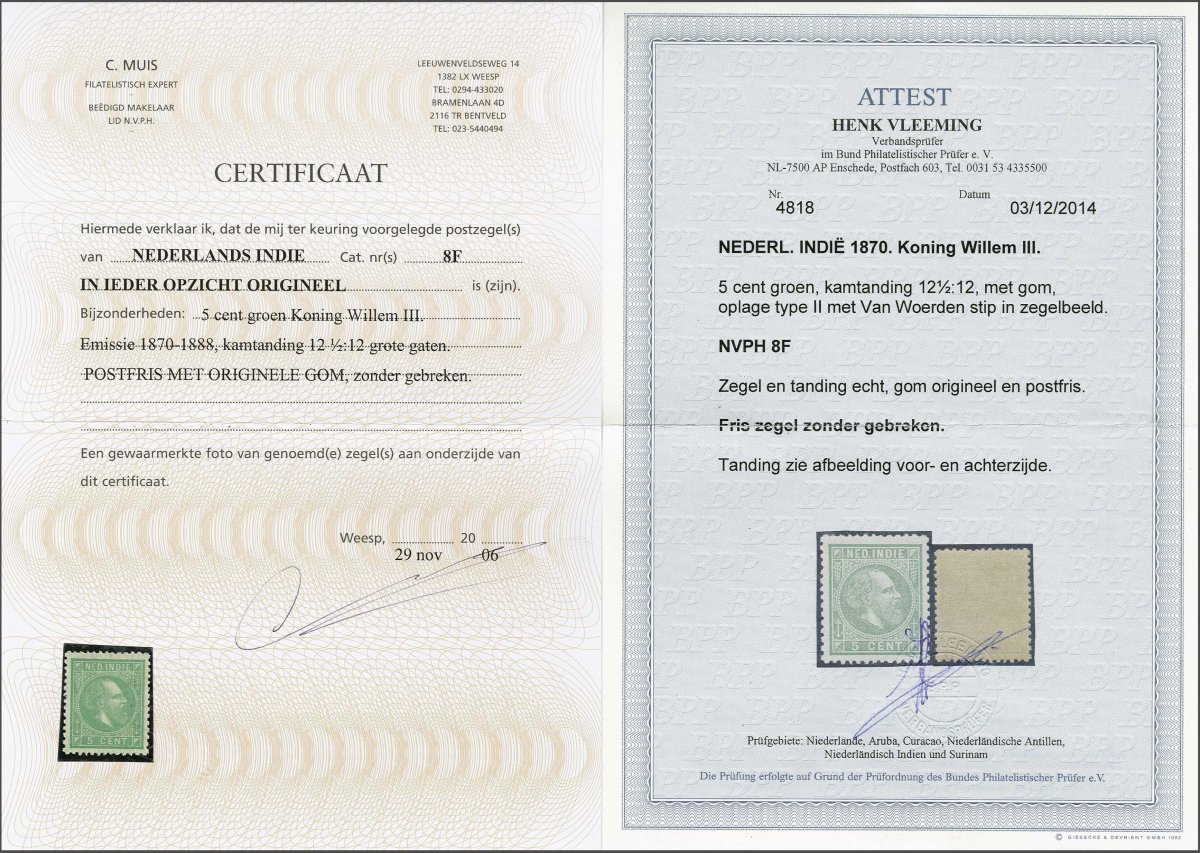 C. MUIS
FILATELISTISCH EXPERT
BEËDIGD MAKELAAR
LID N.V.P.H.
LEEUWENVELDSEWEG 14
1382 LX WEESP
TEL: 0294-433020
BRAMENLAAN 4D
2116 TR BENTVELD
TEL: 023-5440494
CERTIFICAAT
Hiermede verklaar ik, dat de mij ter keuring voorgelegde postzegel(s)
van NEDERLANDS INDIE Cat. nr(s) 8F
IN IEDER OPZICHT ORIGINEEL is (zijn).
Bijzonderheden: 5 cent groen Koning Willem III.
Emissie 1870-1888, kamtanding 12 ½:12 grote gaten.
POSTFRIS MET ORIGINELE GOM, zonder gebreken.
Een gewaarmerkte foto van genoemd(e) zegel(s) aan onderzijde van
dit certificaat.
Weesp, 29 nov 20 06
NED. INDIE
5 CENT
BPP
ATTEST
HENK VLEEMING
Verbandsprüfer
im Bund Philatelistischer Prüfer e. V.
NL-7500 AP Enschede, Postfach 603, Tel. 0031 53 4335500
Nr. 4818
Datum 03/12/2014
NEDERL. INDIË 1870. Koning Willem III.
5 cent groen, kamtanding 12½:12, met gom,
oplage type II met Van Woerden stip in zegelbeeld.
NVPH 8F
Zegel en tanding echt, gom origineel en postfris.
Fris zegel zonder gebreken.
Tanding zie afbeelding voor- en achterzijde.
NED. INDIE
5 CENT
Prüfgebiete: Niederlande, Aruba, Curacao, Niederländische Antillen,
Niederländisch Indien und Surinam
Die Prüfung erfolgte auf Grund der Prüfordnung des Bundes Philatelistischer Prüfer e.V.
© GIESECKE & DEVRIENT GMBH 1992